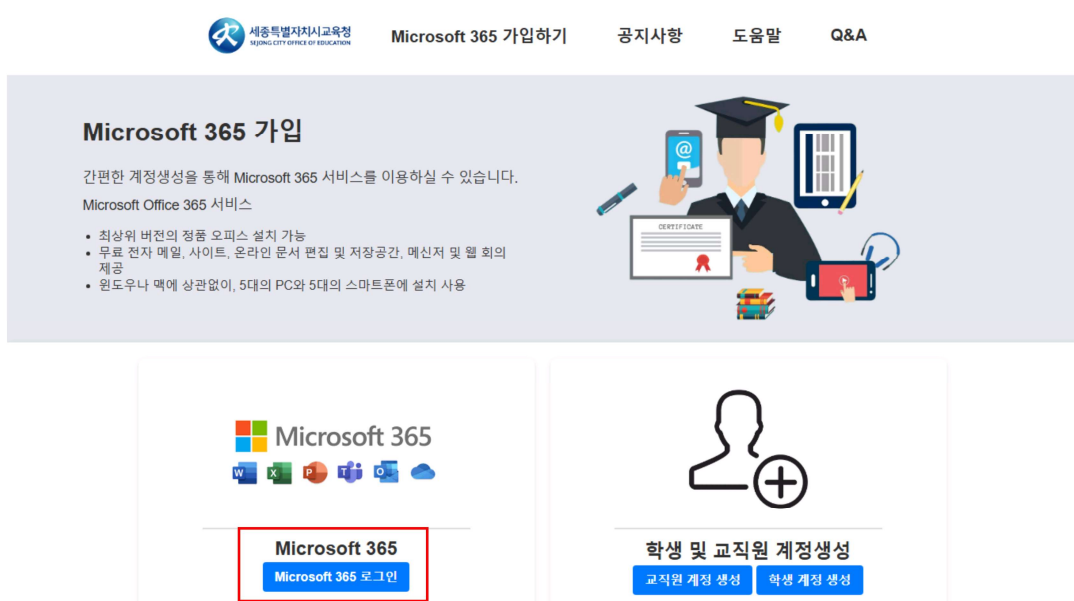 세종특별자치시교육청
SEJONG CITY OFFICE OF EDUCATION
Microsoft 365 가입하기
공지사항
도움말
Q&A
Microsoft 365 가입
간편한 계정생성을 통해 Microsoft 365 서비스를 이용하실 수 있습니다.
Microsoft Office 365 서비스
• 최상위 버전의 정품 오피스 설치 가능
• 무료 전자 메일, 사이트, 온라인 문서 편집 및 저장공간, 메신저 및 웹 회의
제공
• 윈도우나 맥에 상관없이, 5대의 PC와 5대의 스마트폰에 설치 사용
@
CERTIFICATE
Microsoft 365
W
X
P
T
O
Microsoft 365
Microsoft 365 로그인
학생 및 교직원 계정생성
교직원 계정 생성
학생 계정 생성